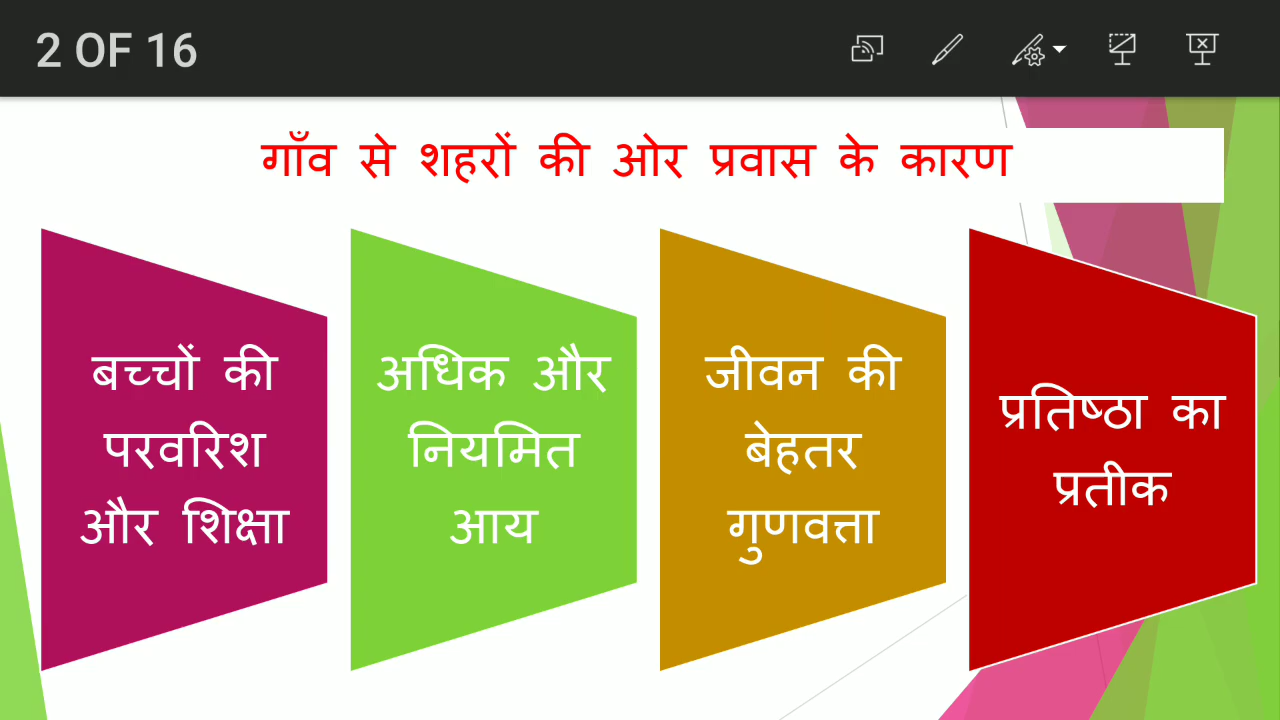 2 OF 16
गाँव से शहरों की ओर प्रवास के कारण
बच्चों की
परवरिश
और शिक्षा
अधिक और
नियमित
आय
जीवन की
बेहतर
गुणवत्ता
प्रतिष्ठा का
प्रतीक